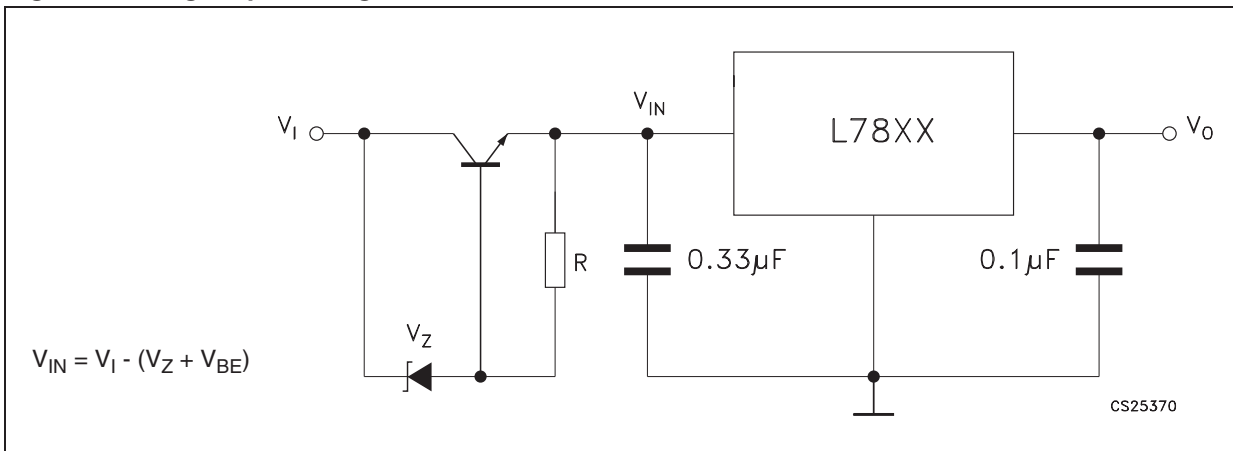 V_IN
V_I
L78XX
V_O
R
0.33µF
0.1µF
V_Z
V_IN = V_I - (V_Z + V_BE)
CS25370